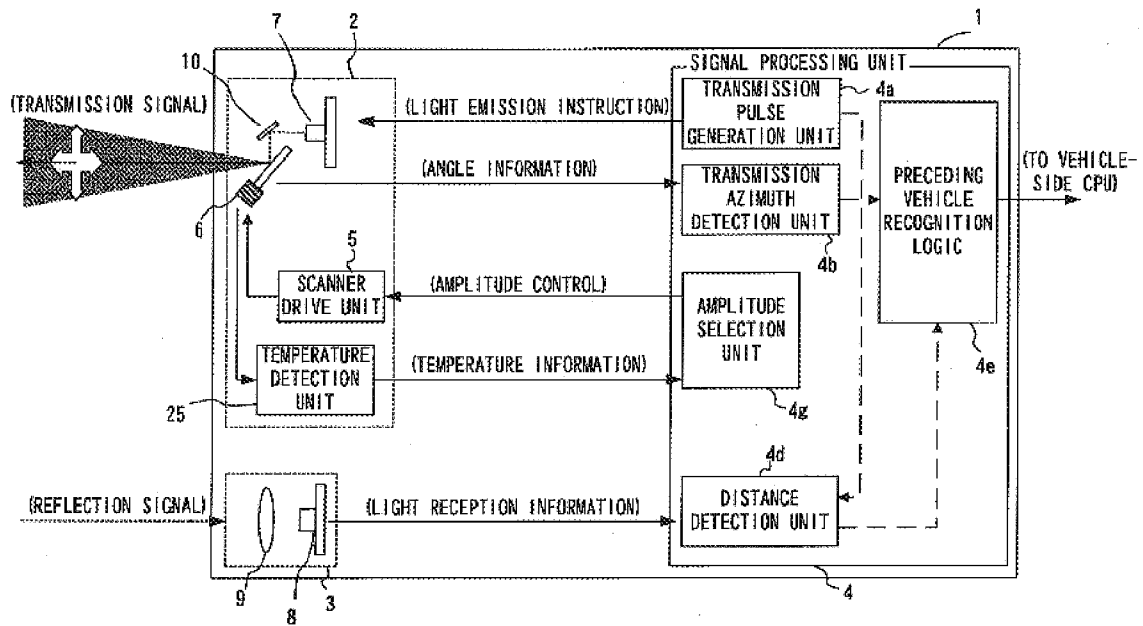 1
7
2
SIGNAL PROCESSING UNIT
10
(TRANSMISSION SIGNAL)
(LIGHT EMISSION INSTRUCTION)
TRANSMISSION
PULSE
GENERATION UNIT
4a
(ANGLE INFORMATION)
TRANSMISSION
AZIMUTH
DETECTION UNIT
4b
PRECEDING
VEHICLE
RECOGNITION
LOGIC
4e
(TO VEHICLE-
SIDE CPU)
6
5
SCANNER
DRIVE UNIT
(AMPLITUDE CONTROL)
AMPLITUDE
SELECTION
UNIT
4g
TEMPERATURE
DETECTION
UNIT
25
(TEMPERATURE INFORMATION)
4d
(REFLECTION SIGNAL)
(LIGHT RECEPTION INFORMATION)
DISTANCE
DETECTION UNIT
9
8
3
4